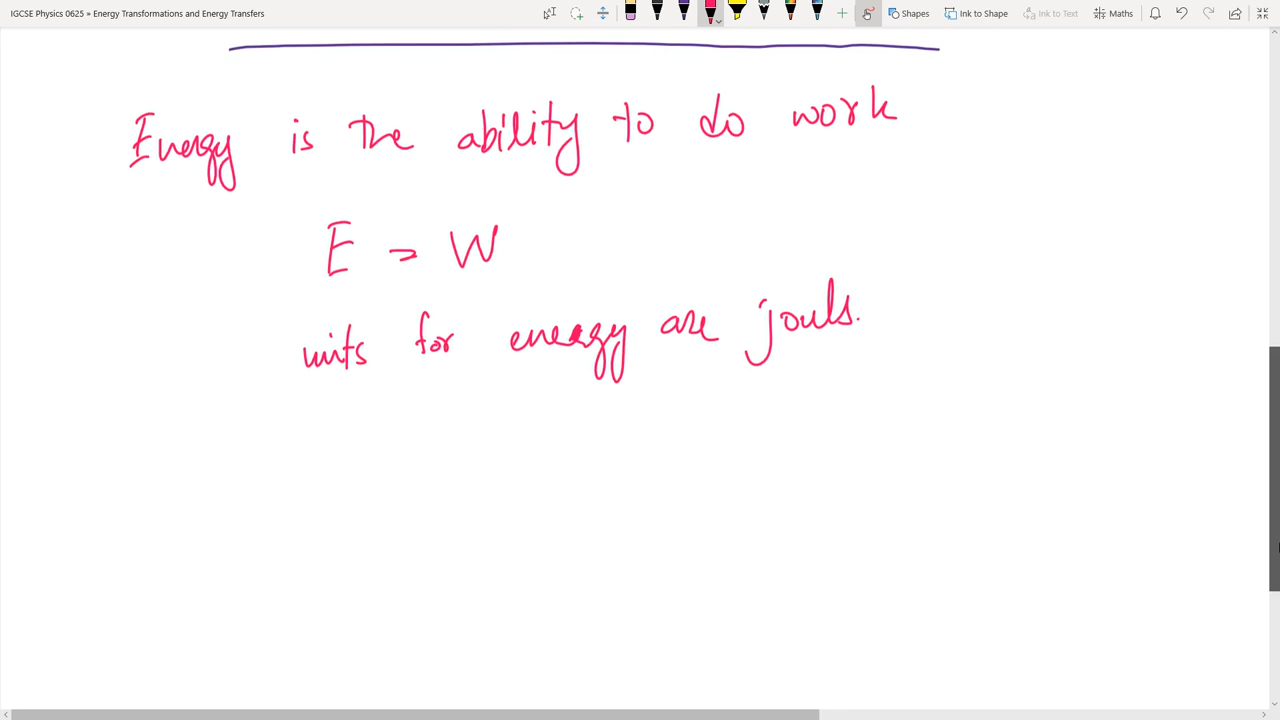 CIE Physics 0625 » Energy Transformations and Energy Transfers
Shapes Ink to Shape Ink to Text Maths
Energy is the ability to do work
E = W
units for energy are jouls.